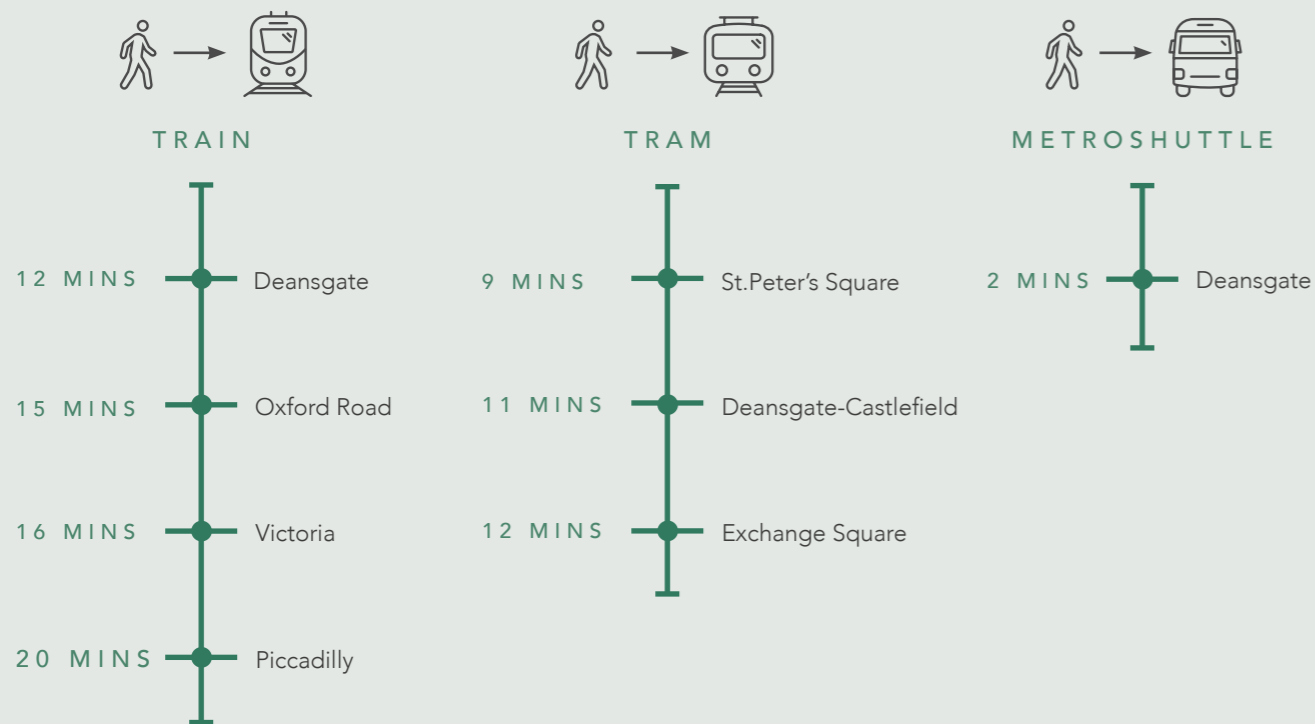 TRAIN
12 MINS Deansgate
15 MINS Oxford Road
16 MINS Victoria
20 MINS Piccadilly
TRAM
9 MINS St.Peter's Square
11 MINS Deansgate-Castlefield
12 MINS Exchange Square
METROSHUTTLE
2 MINS Deansgate